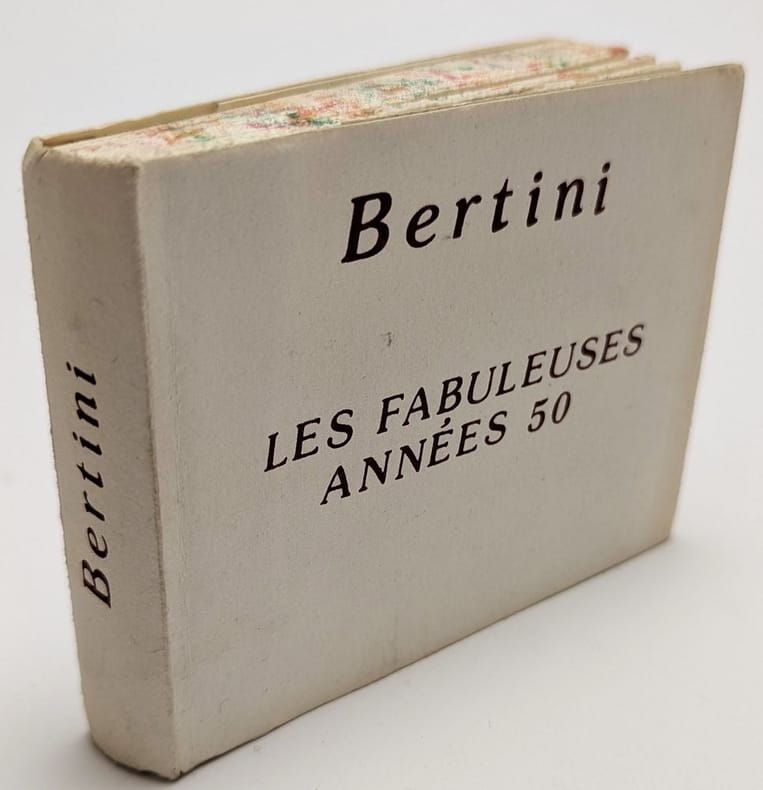 Bertini
LES FABULEUSES
ANNÉES 50
Bertini